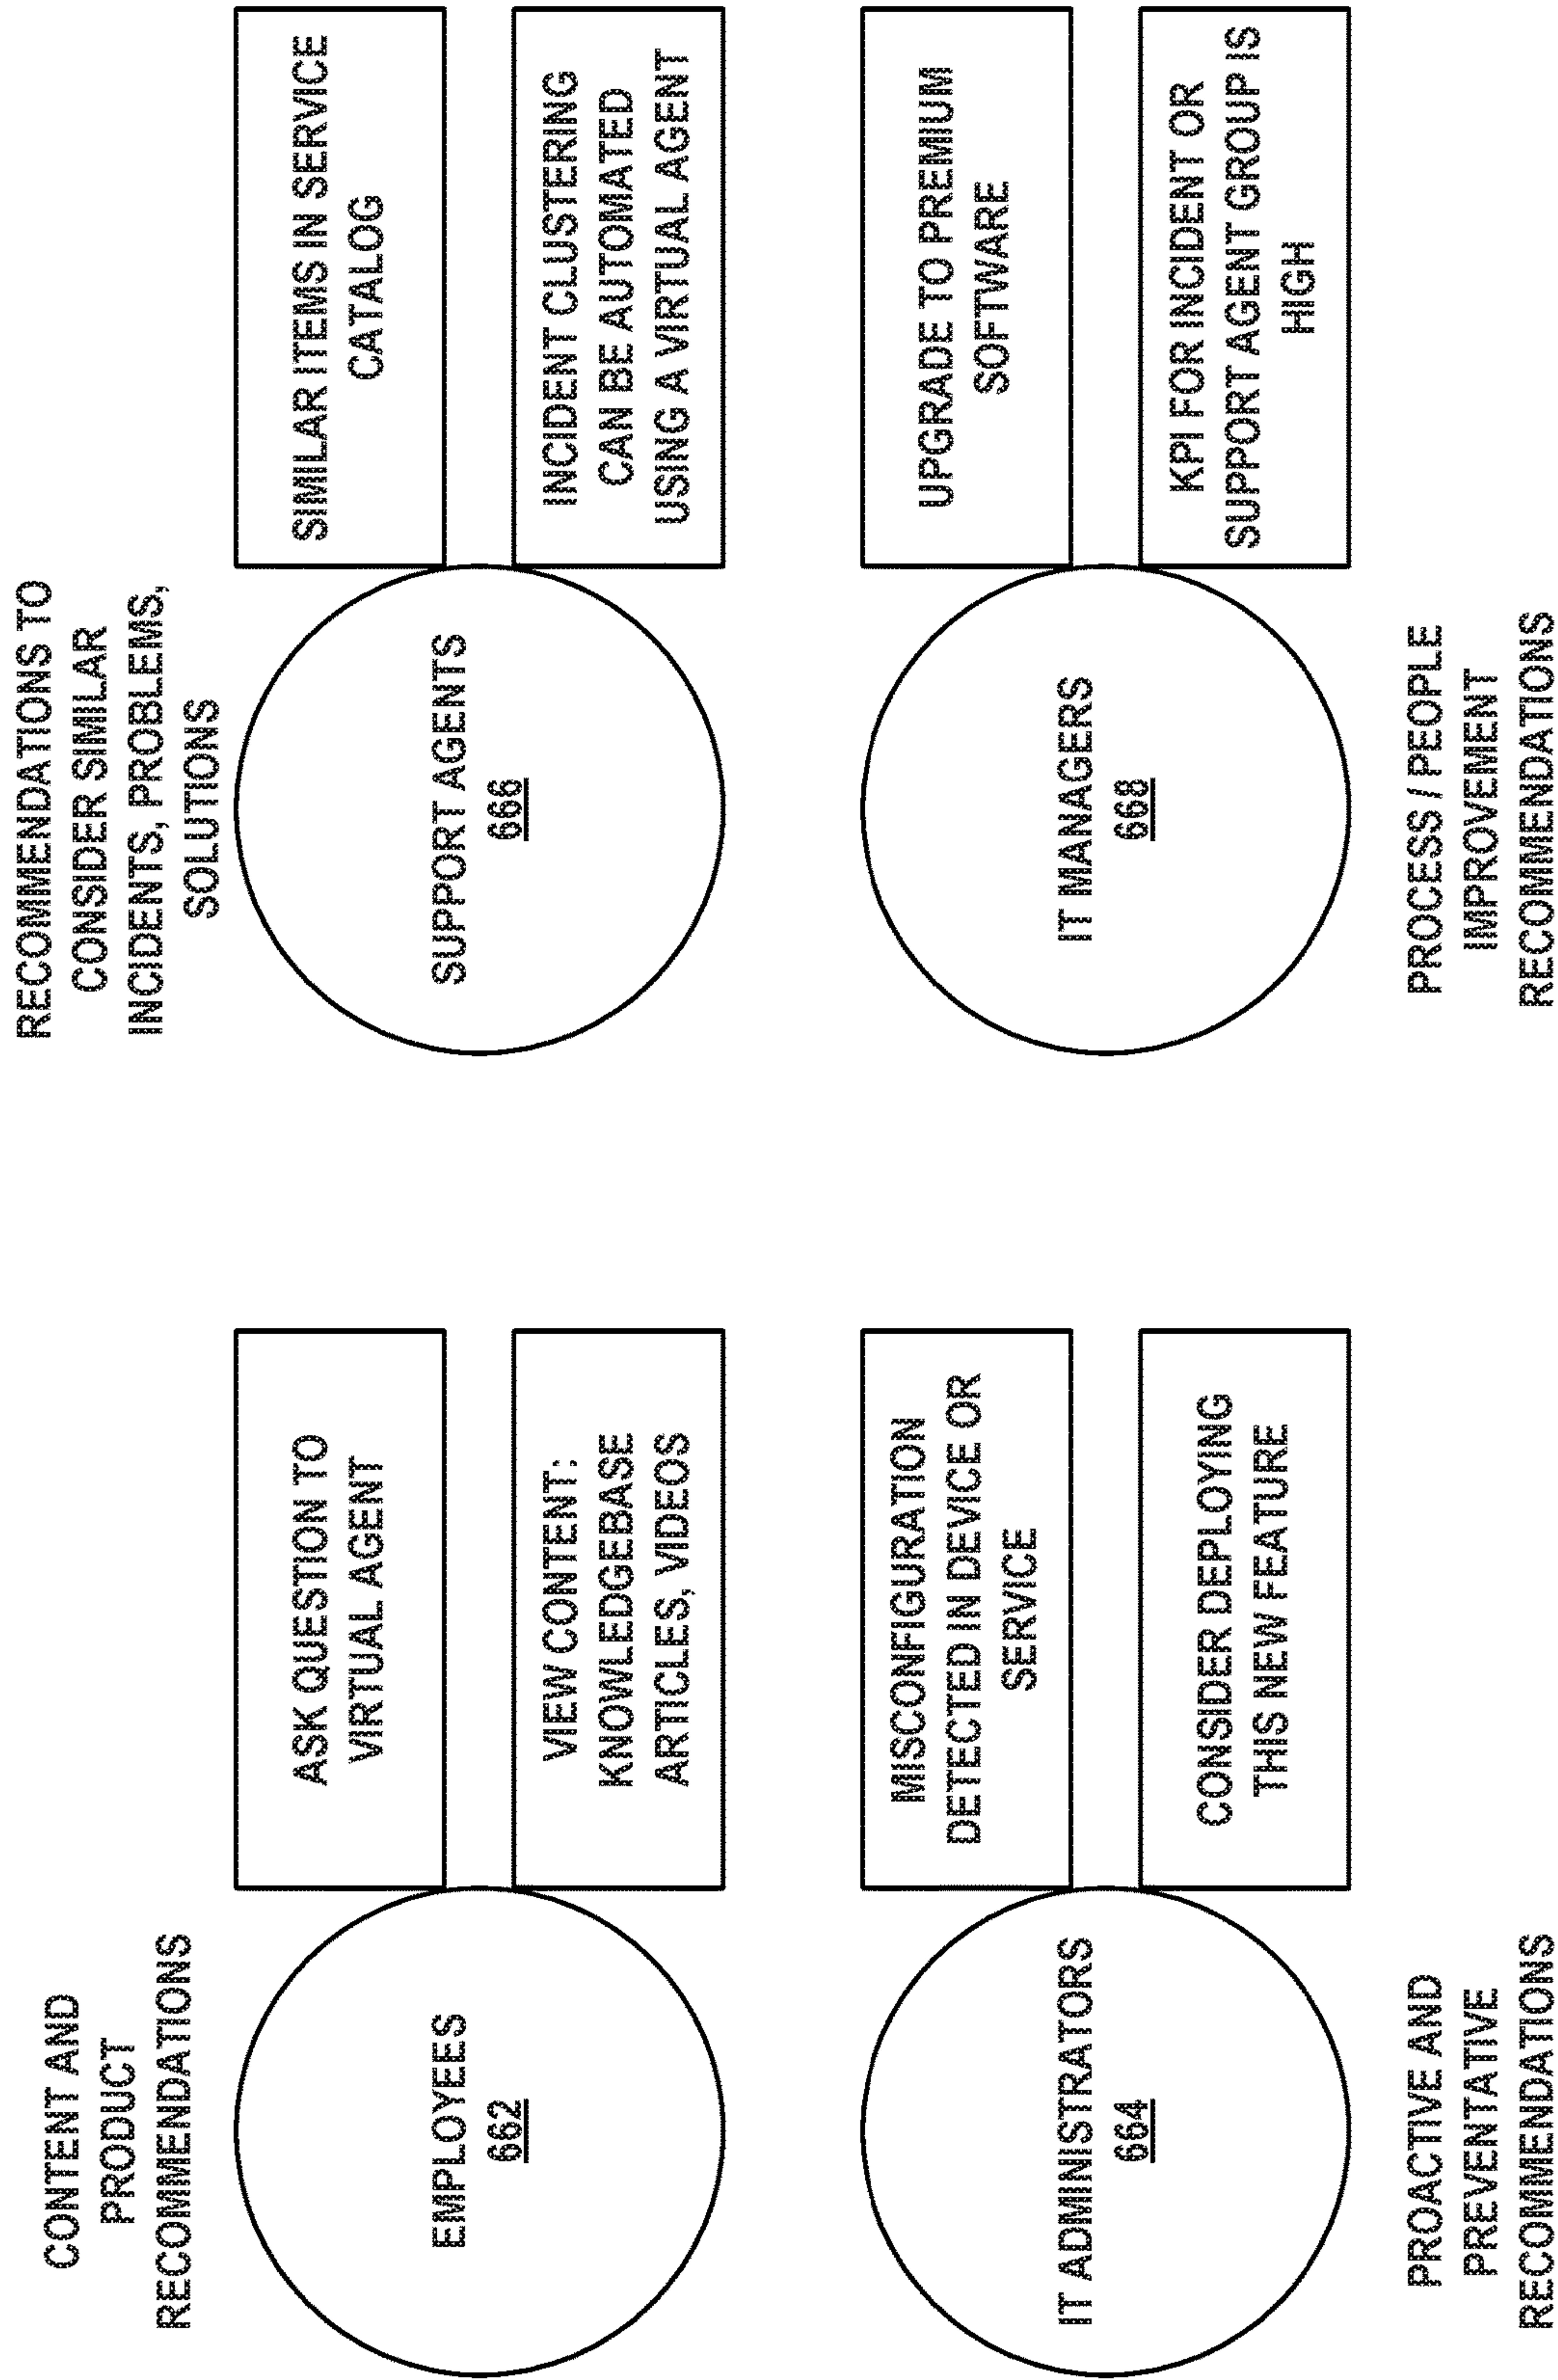 CONTENT AND
PRODUCT
RECOMMENDATIONS
EMPLOYEES
662
ASK QUESTION TO
VIRTUAL AGENT
VIEW CONTENT:
KNOWLEDGEBASE
ARTICLES, VIDEOS
RECOMMENDATIONS TO
CONSIDER SIMILAR
INCIDENTS, PROBLEMS,
SOLUTIONS
SUPPORT AGENTS
666
SIMILAR ITEMS IN SERVICE
CATALOG
INCIDENT CLUSTERING
CAN BE AUTOMATED
USING A VIRTUAL AGENT
IT ADMINISTRATORS
664
MISCONFIGURATION
DETECTED IN DEVICE OR
SERVICE
CONSIDER DEPLOYING
THIS NEW FEATURE
PROACTIVE AND
PREVENTATIVE
RECOMMENDATIONS
IT MANAGERS
668
UPGRADE TO PREMIUM
SOFTWARE
KPI FOR INCIDENT OR
SUPPORT AGENT GROUP IS
HIGH
PROCESS / PEOPLE
IMPROVEMENT
RECOMMENDATIONS